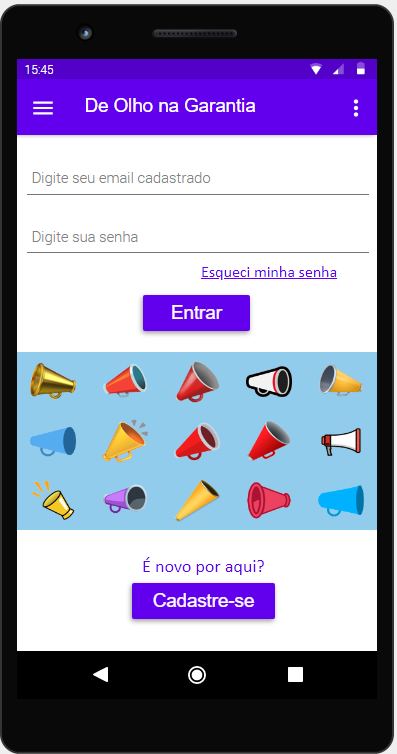 15:45
De Olho na Garantia
Digite seu email cadastrado
Digite sua senha
Esqueci minha senha
Entrar
É novo por aqui?
Cadastre-se